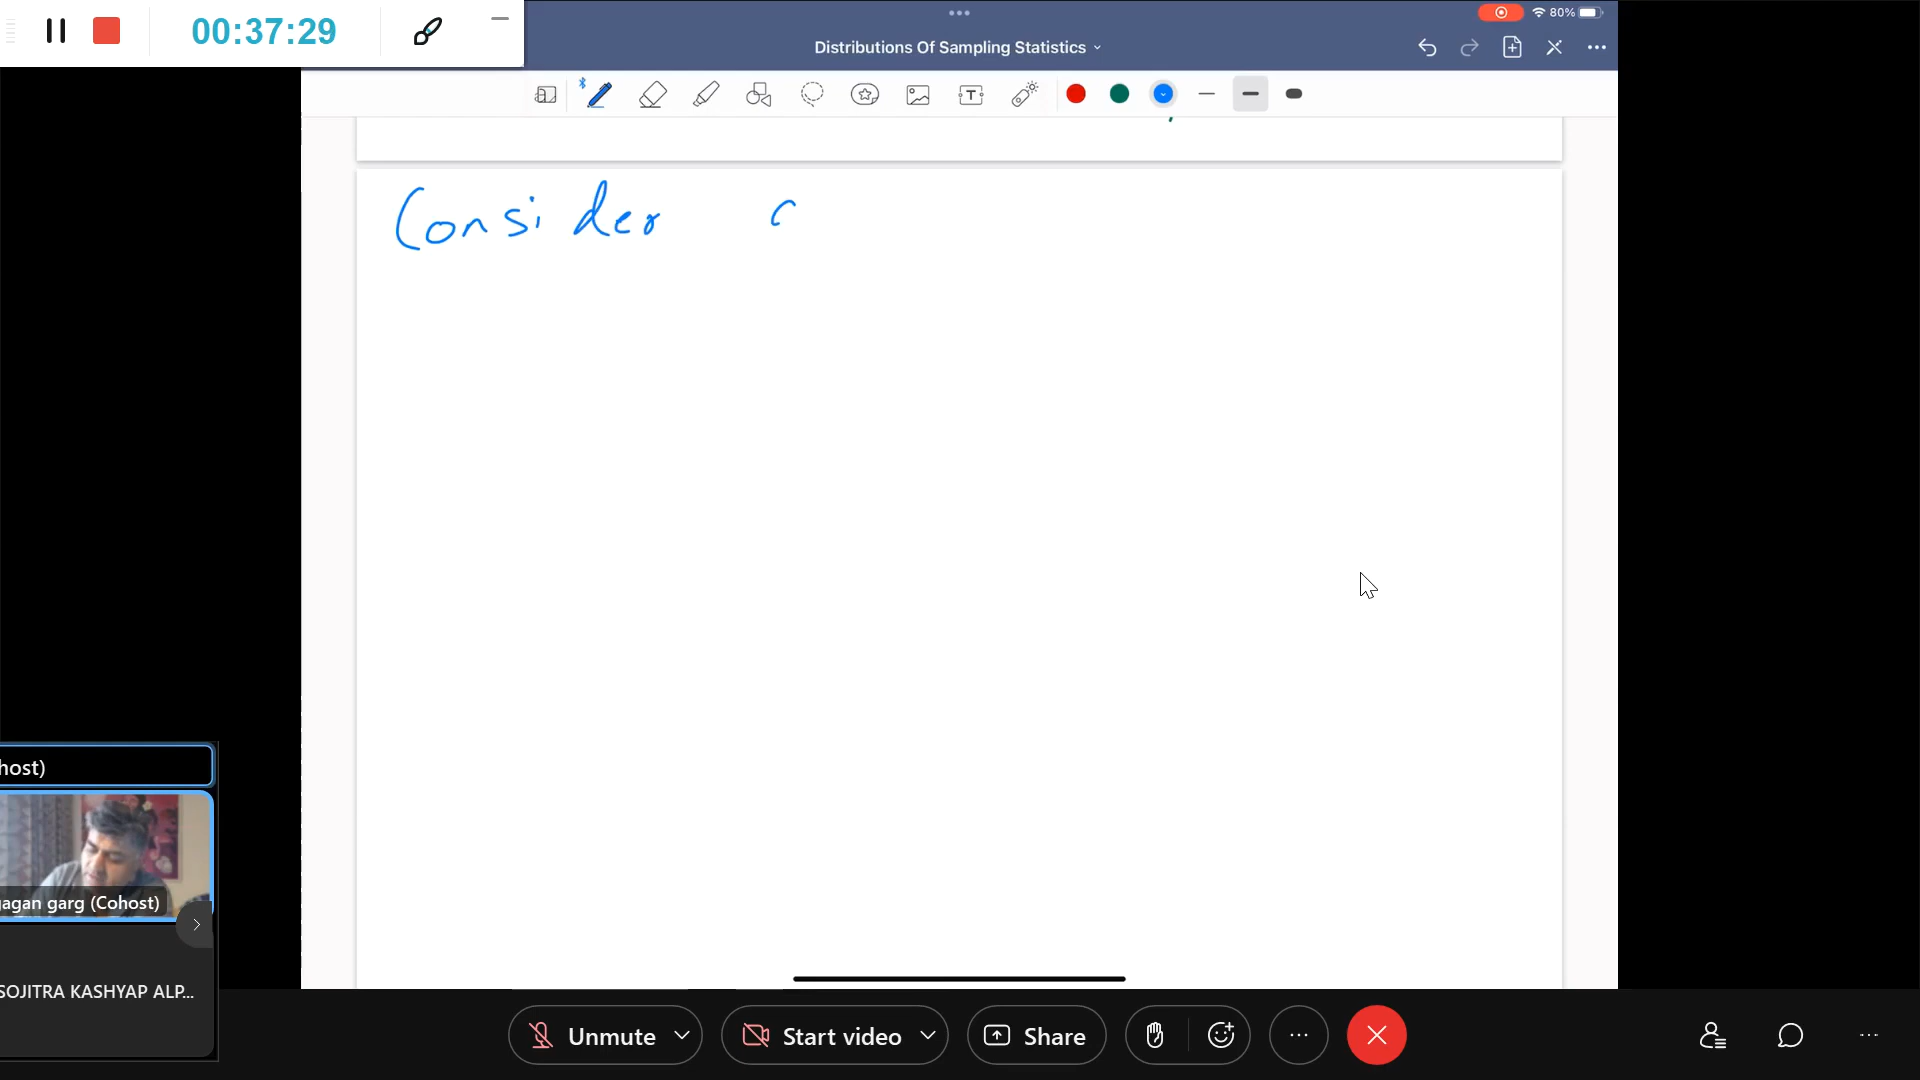 00:37:29
80%
Distributions Of Sampling Statistics
Consider
host)
gagan garg (Cohost)
SOJITRA KASHYAP ALP...
Unmute
Start video
Share